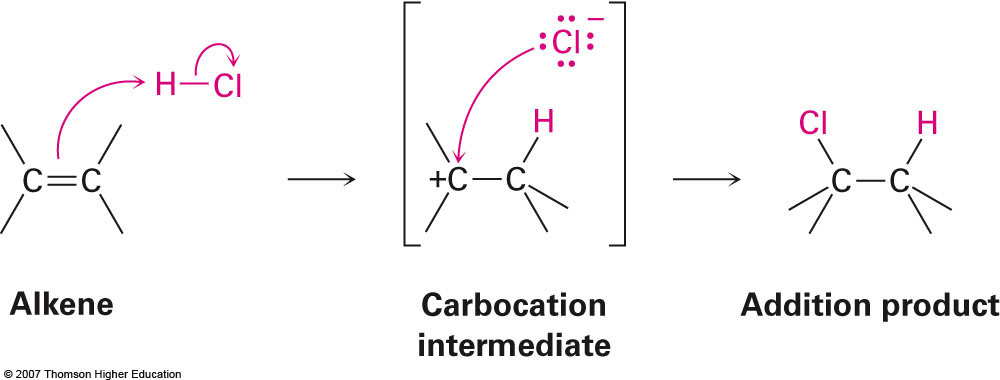 H—Cl
C=C
Cl −
H
+C—C
Cl H
C—C
Alkene
Carbocation
intermediate
Addition product
© 2007 Thomson Higher Education